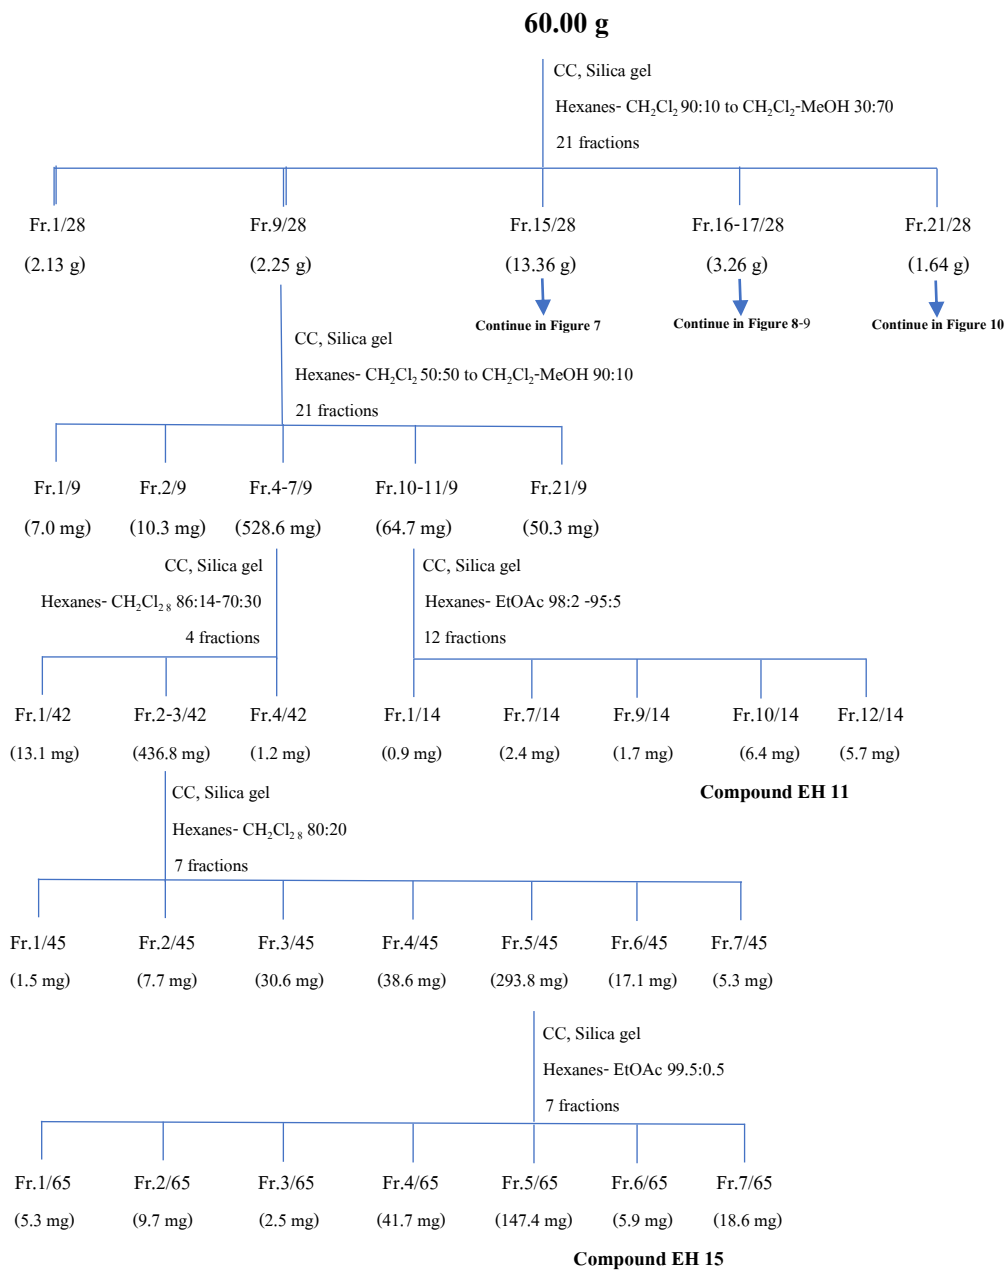 60.00 g
CC, Silica gel
Hexanes- CH₂Cl₂ 90:10 to CH₂Cl₂-MeOH 30:70
21 fractions
Fr.1/28 Fr.9/28 Fr.15/28 Fr.16-17/28 Fr.21/28
(2.13 g) (2.25 g) (13.36 g) (3.26 g) (1.64 g)
Continue in Figure 7 Continue in Figure 8-9 Continue in Figure 10
CC, Silica gel
Hexanes- CH₂Cl₂ 50:50 to CH₂Cl₂-MeOH 90:10
21 fractions
Fr.1/9 Fr.2/9 Fr.4-7/9 Fr.10-11/9 Fr.21/9
(7.0 mg) (10.3 mg) (528.6 mg) (64.7 mg) (50.3 mg)
CC, Silica gel
Hexanes- CH₂Cl₂ ₈ 86:14-70:30
4 fractions
CC, Silica gel
Hexanes- EtOAc 98:2 -95:5
12 fractions
Fr.1/42 Fr.2-3/42 Fr.4/42 Fr.1/14 Fr.7/14 Fr.9/14 Fr.10/14 Fr.12/14
(13.1 mg) (436.8 mg) (1.2 mg) (0.9 mg) (2.4 mg) (1.7 mg) (6.4 mg) (5.7 mg)
Compound EH 11
CC, Silica gel
Hexanes- CH₂Cl₂ ₈ 80:20
7 fractions
Fr.1/45 Fr.2/45 Fr.3/45 Fr.4/45 Fr.5/45 Fr.6/45 Fr.7/45
(1.5 mg) (7.7 mg) (30.6 mg) (38.6 mg) (293.8 mg) (17.1 mg) (5.3 mg)
CC, Silica gel
Hexanes- EtOAc 99.5:0.5
7 fractions
Fr.1/65 Fr.2/65 Fr.3/65 Fr.4/65 Fr.5/65 Fr.6/65 Fr.7/65
(5.3 mg) (9.7 mg) (2.5 mg) (41.7 mg) (147.4 mg) (5.9 mg) (18.6 mg)
Compound EH 15